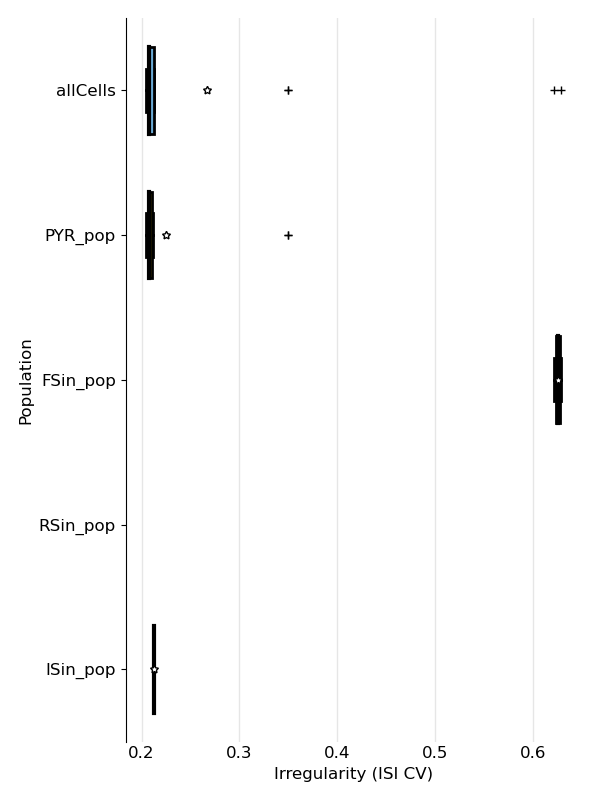 allCells
PYR_pop
FSin_pop
RSin_pop
ISin_pop
Population
0.2 0.3 0.4 0.5 0.6
Irregularity (ISI CV)